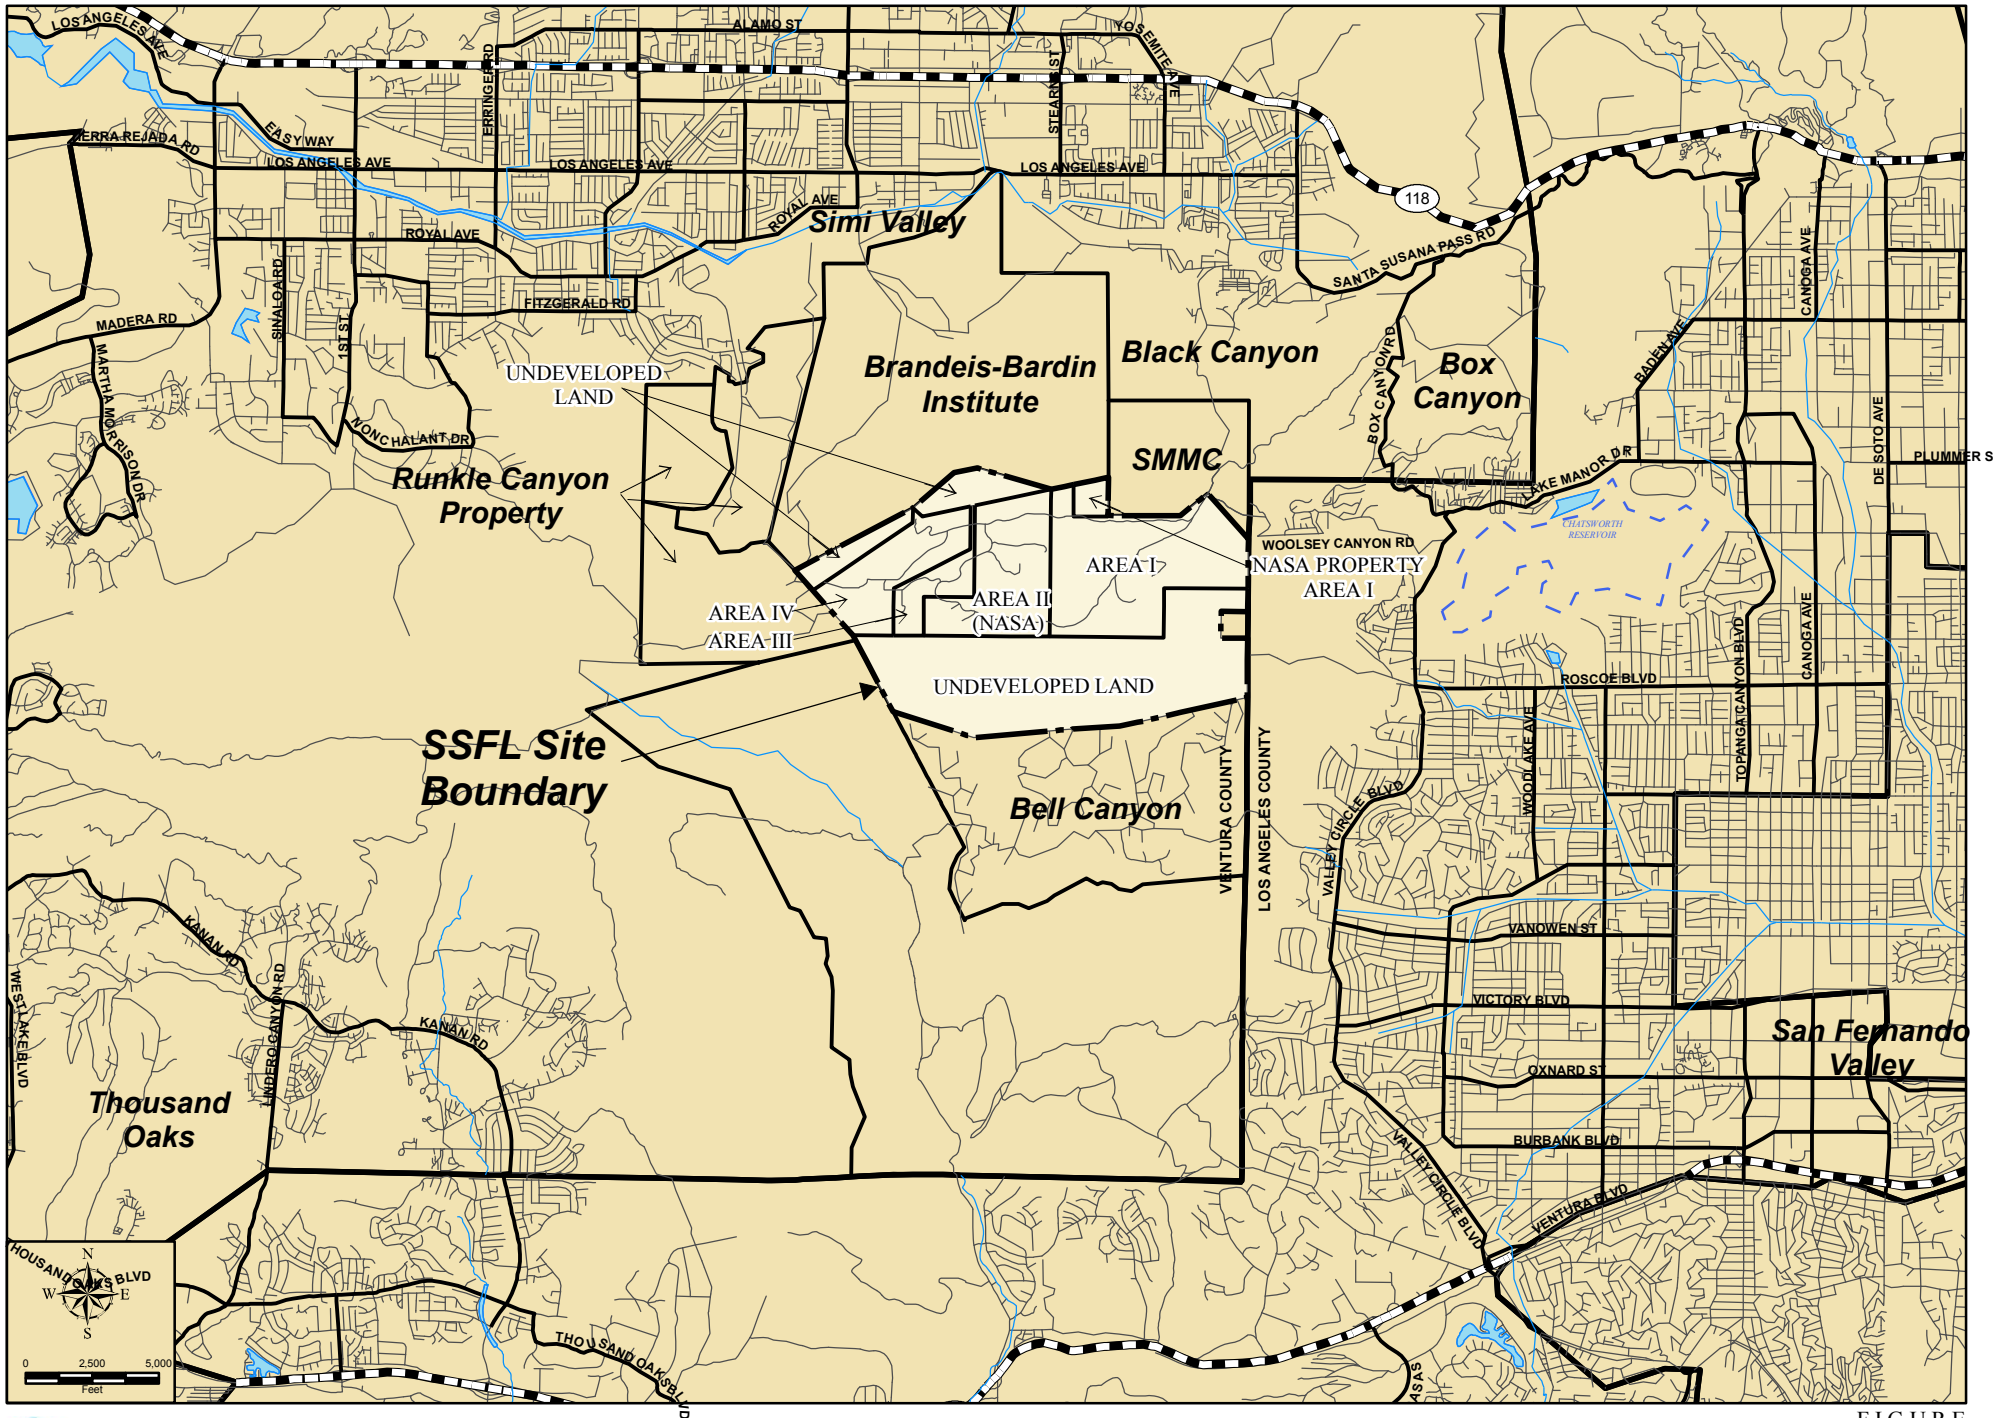 LOS ANGELES AVE
ALAMO ST
YOSEMITE AVE
ERRINGER RD
STEARNS ST
EASY WAY
LOS ANGELES AVE
LOS ANGELES AVE
LOS ANGELES AVE
ERRA REJADA RD
118
ROYAL AVE
ROYAL AVE
Simi Valley
SANTA SUSANA PASS RD
CANOGA AVE
SINALOA RD
1ST ST
FITZGERALD RD
MADERA RD
MARTHA MORRISON DR
NONCHALANT DR
UNDEVELOPED
LAND
Brandeis-Bardin
Institute
Black Canyon
BOX CANYON RD
Box
Canyon
BADEN AVE
DE SOTO AVE
PLUMMER S
SMMC
LAKE MANOR DR
Runkle Canyon
Property
CHATSWORTH
RESERVOIR
WOOLSEY CANYON RD
AREA I
NASA PROPERTY
AREA I
AREA II
(NASA)
AREA IV
AREA III
UNDEVELOPED LAND
TOPANGA CANYON BLVD
CANOGA AVE
ROSCOE BLVD
WOODLAKE AVE
SSFL Site
Boundary
VENTURA COUNTY
LOS ANGELES COUNTY
VALLEY CIRCLE BLVD
Bell Canyon
KANAN RD
VANOWEN ST
WESTLAKE BLVD
LINDERO CANYON RD
KANAN RD
VICTORY BLVD
San Fernando
Valley
OXNARD ST
Thousand
Oaks
BURBANK BLVD
VALLEY CIRCLE BLVD
VENTURA BLVD
HOUSAND OAKS BLVD
N
W
E
S
0 2,500 5,000
Feet
THOUSAND OAKS BLVD
ASAS
FIGURE